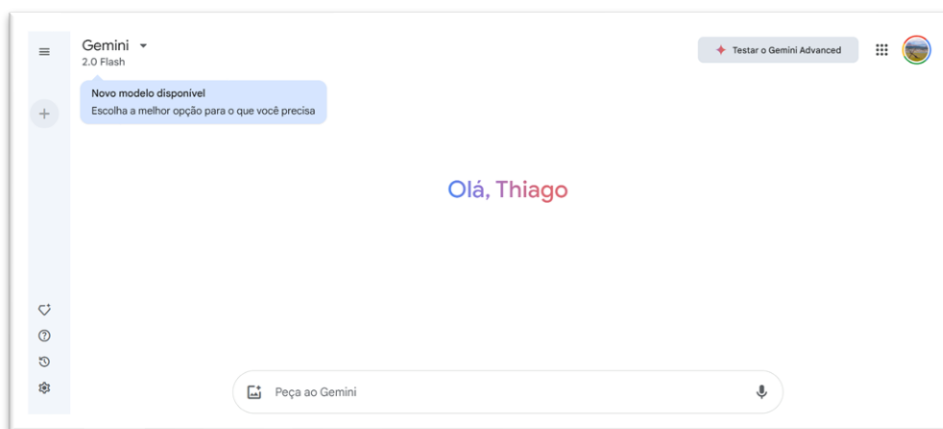 Gemini
2.0 Flash
Testar o Gemini Advanced
Novo modelo disponível
Escolha a melhor opção para o que você precisa
Olá, Thiago
Peça ao Gemini